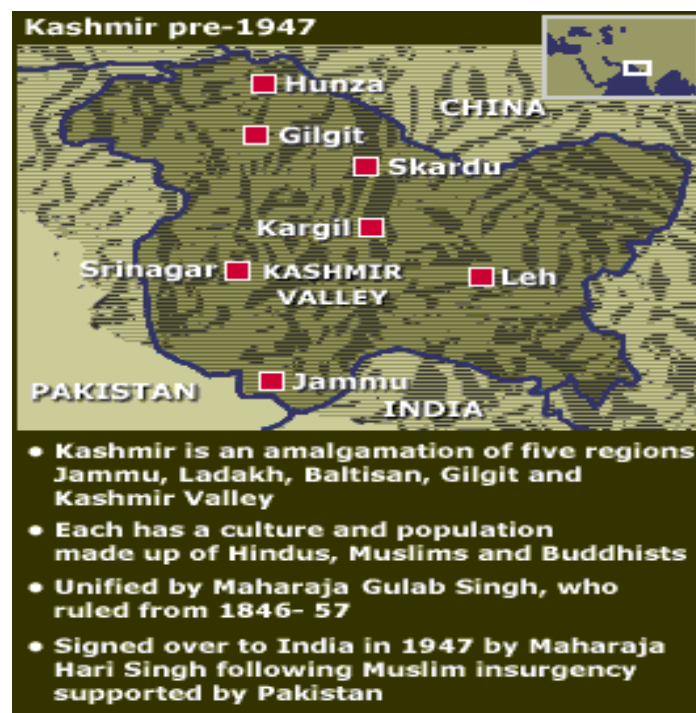 Kashmir pre-1947
Hunza
CHINA
Gilgit
Skardu
Kargil
Srinagar
KASHMIR
VALLEY
Leh
PAKISTAN
Jammu
INDIA
• Kashmir is an amalgamation of five regions
Jammu, Ladakh, Baltisan, Gilgit and
Kashmir Valley
• Each has a culture and population
made up of Hindus, Muslims and Buddhists
• Unified by Maharaja Gulab Singh, who
ruled from 1846- 57
• Signed over to India in 1947 by Maharaja
Hari Singh following Muslim insurgency
supported by Pakistan